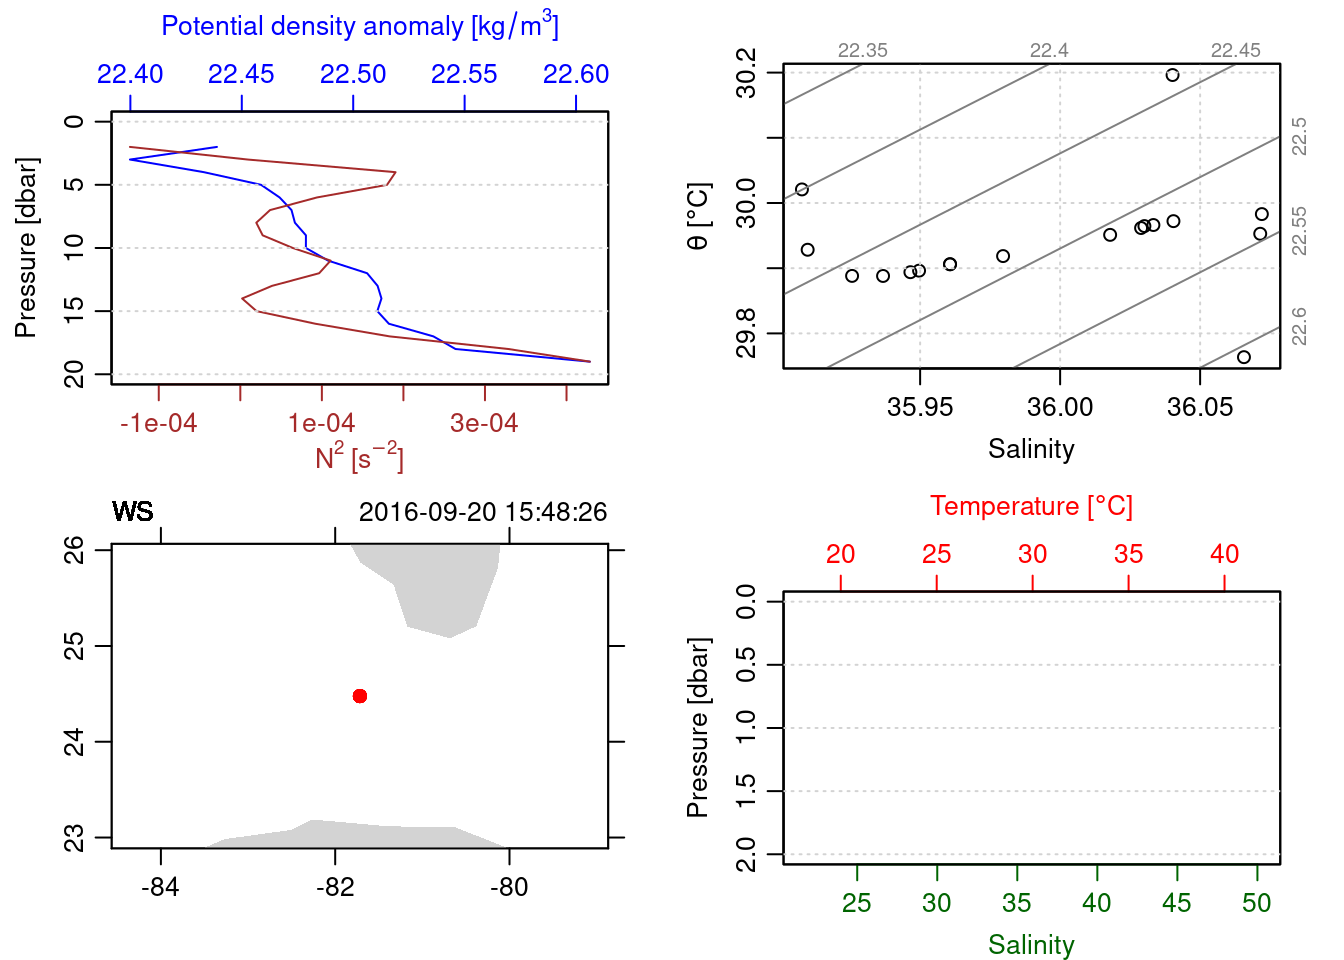 Potential density anomaly [kg/m³]
22.40 22.45 22.50 22.55 22.60
Pressure [dbar]
0
5
10
15
20
-1e-04 1e-04 3e-04
N² [s⁻²]
22.35 22.4 22.45
22.5
22.55
22.6
θ [°C]
30.2
30.0
29.8
35.95 36.00 36.05
Salinity
WS 2016-09-20 15:48:26
26
25
24
23
-84 -82 -80
Temperature [°C]
20 25 30 35 40
Pressure [dbar]
0.0
0.5
1.0
1.5
2.0
25 30 35 40 45 50
Salinity